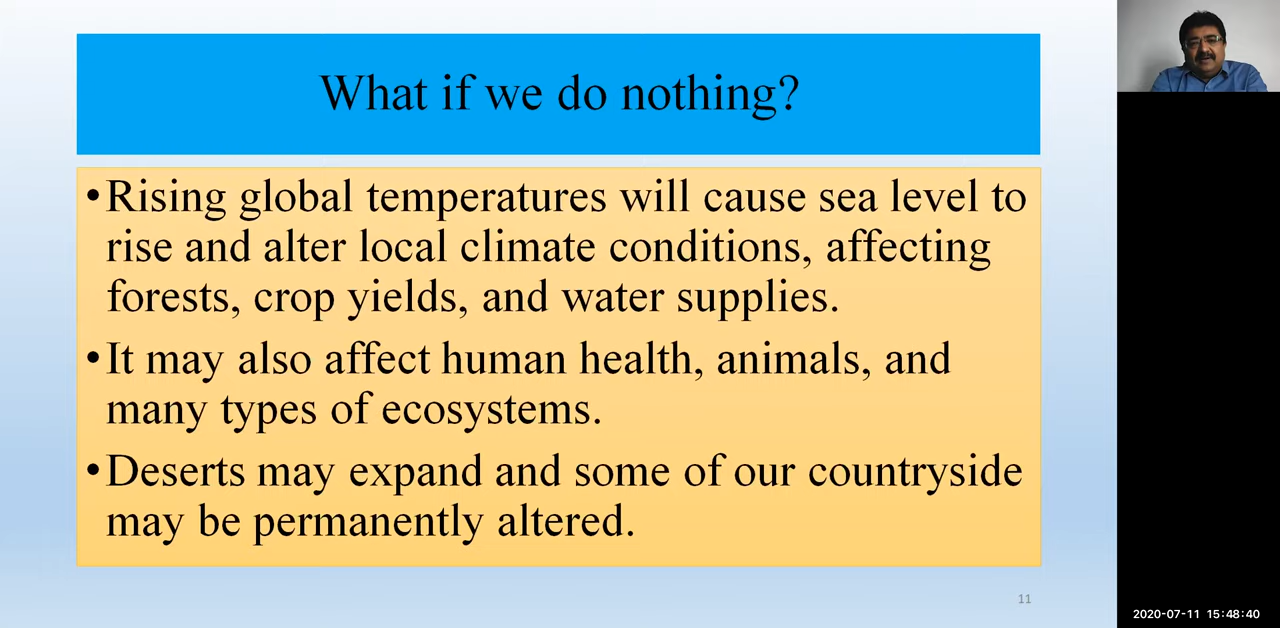 What if we do nothing?
•Rising global temperatures will cause sea level to
rise and alter local climate conditions, affecting
forests, crop yields, and water supplies.
•It may also affect human health, animals, and
many types of ecosystems.
•Deserts may expand and some of our countryside
may be permanently altered.
11
2020-07-11 15:48:40